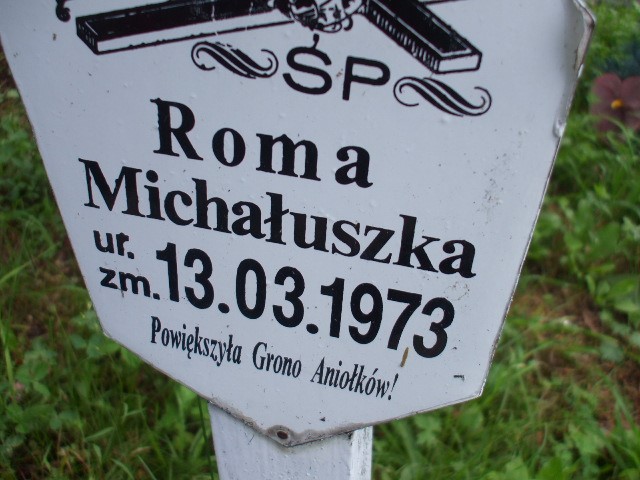 ŚP
Roma
Michałuszka
ur.
zm. 13.03.1973
Powiększyła Grono Aniołków!